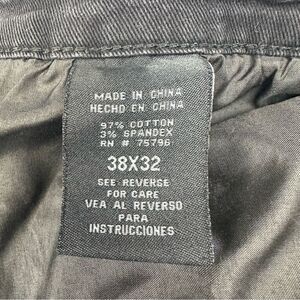 MADE IN CHINA
HECHO EN CHINA
97% COTTON
3% SPANDEX
RN # 75796
38X32
SEE REVERSE
FOR CARE
VEA AL REVERSO
PARA
INSTRUCCIONES